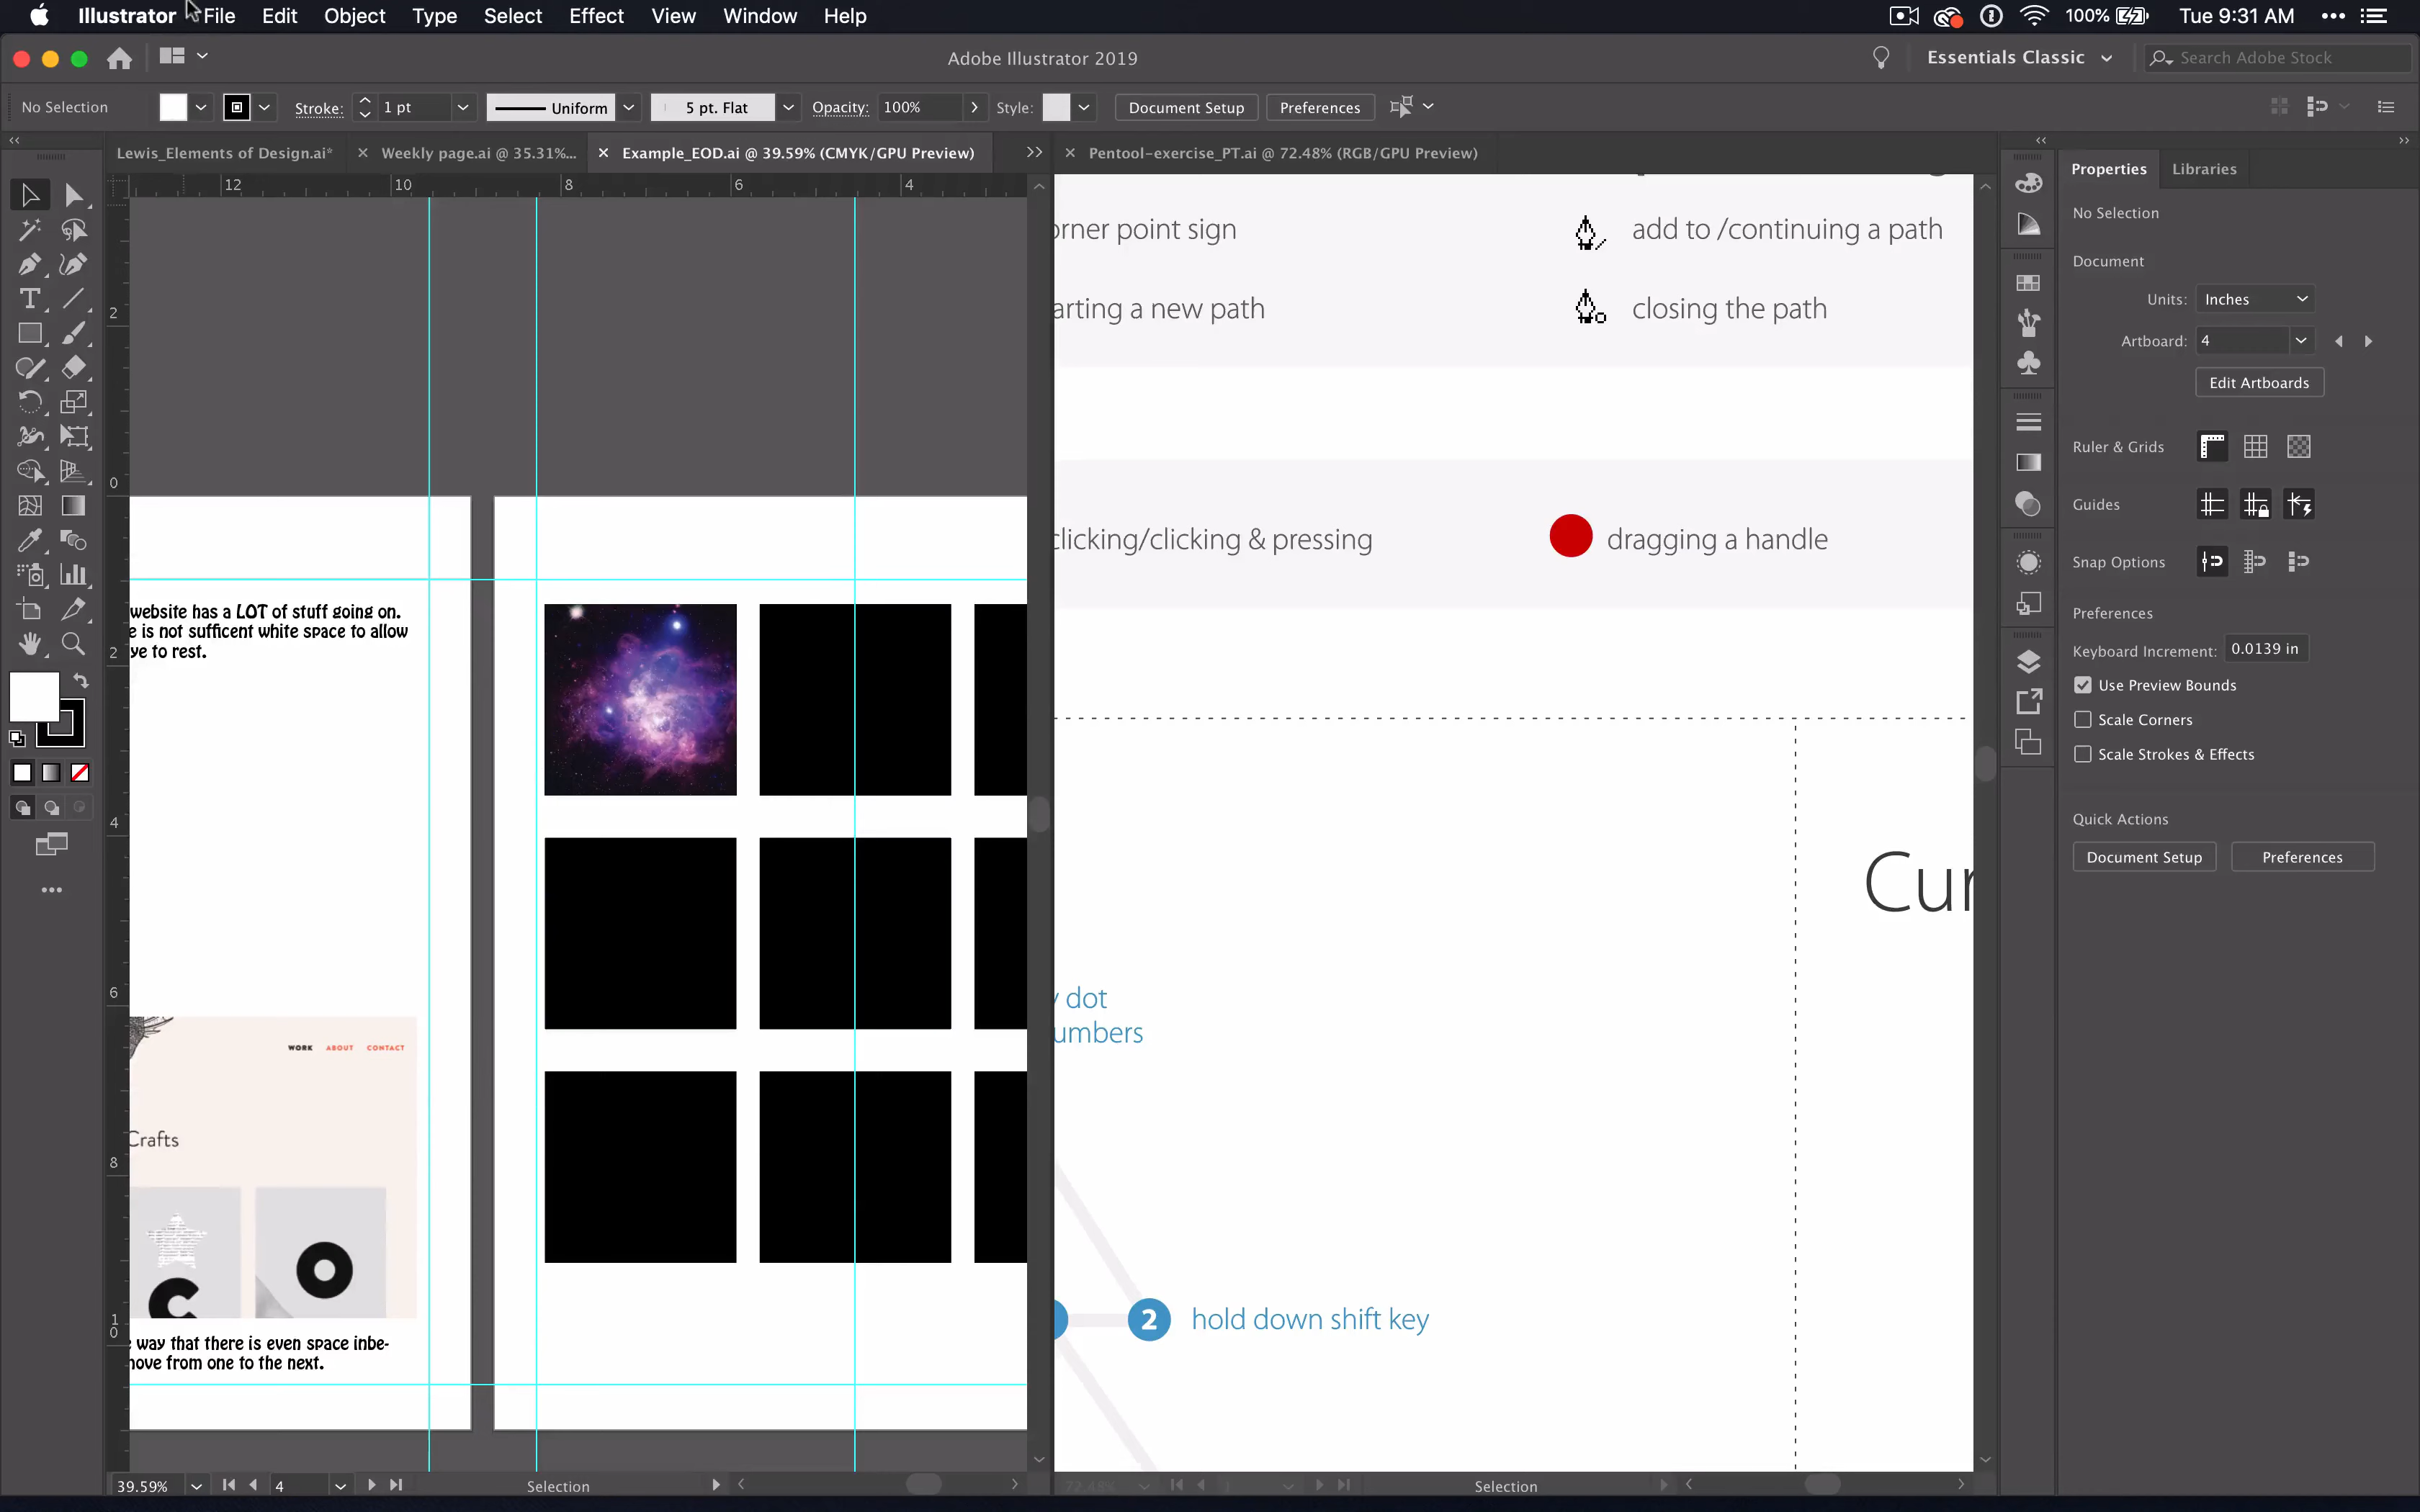 Illustrator File Edit Object Type Select Effect View Window Help 100% Tue 9:31 AM
Adobe Illustrator 2019 Essentials Classic Search Adobe Stock
No Selection Stroke: 1 pt Uniform 5 pt. Flat Opacity: 100% Style: Document Setup Preferences
Lewis_Elements of Design.ai* Weekly page.ai @ 35.31%... Example_EOD.ai @ 39.59% (CMYK/GPU Preview) Pentool-exercise_PT.ai @ 72.48% (RGB/GPU Preview)
12 10 8 6 4
2
0
2
4
6
8
10
website has a LOT of stuff going on.
e is not sufficent white space to allow
ye to rest.
WORK ABOUT CONTACT
Crafts
C O
way that there is even space inbe-
move from one to the next.
39.59% 4 Selection
orner point sign add to /continuing a path
arting a new path closing the path
clicking/clicking & pressing dragging a handle
Cur
y dot
umbers
2 hold down shift key
72.48% 1 Selection
Properties Libraries
No Selection
Document
Units: Inches
Artboard: 4
Edit Artboards
Ruler & Grids
Guides
Snap Options
Preferences
Keyboard Increment: 0.0139 in
Use Preview Bounds
Scale Corners
Scale Strokes & Effects
Quick Actions
Document Setup Preferences